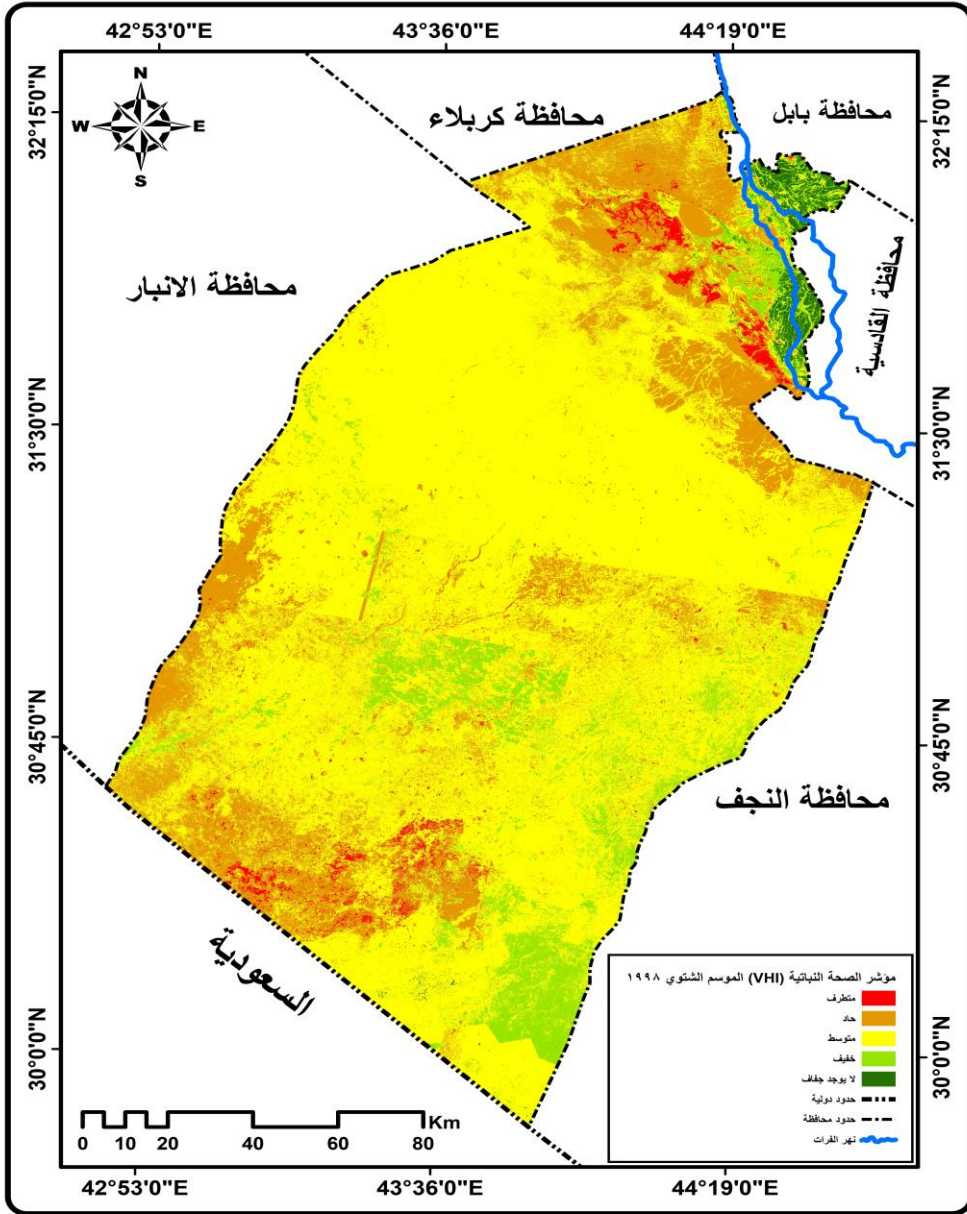 42°53'0"E
43°36'0"E
44°19'0"E
N
W
E
S
32°15'0"N
32°15'0"N
محافظة كربلاء
محافظة بابل
محافظة القادسية
محافظة الانبار
31°30'0"N
31°30'0"N
30°45'0"N
30°45'0"N
محافظة النجف
السعودية
30°0'0"N
30°0'0"N
مؤشر الصحة النباتية (VHI) الموسم الشتوي ١٩٩٨
متطرف
حاد
متوسط
خفيف
لا يوجد جفاف
حدود دولية
حدود محافظة
نهر الفرات
Km
0 10 20 40 60 80
42°53'0"E
43°36'0"E
44°19'0"E